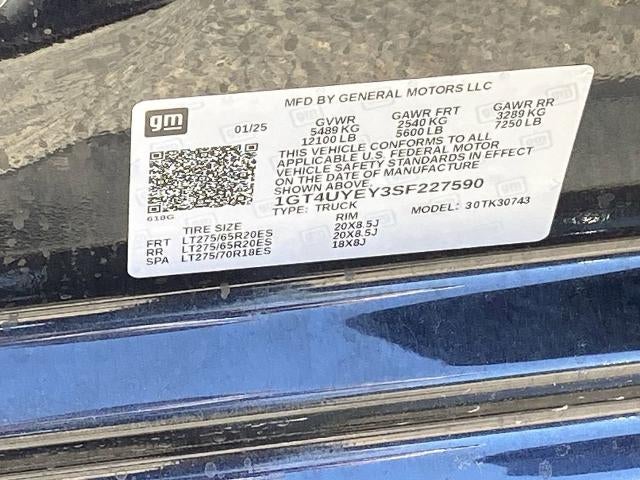 gm
MFD BY GENERAL MOTORS LLC
01/25
GVWR GAWR FRT GAWR RR
5489 KG 2540 KG 3289 KG
12100 LB 5600 LB 7250 LB
THIS VEHICLE CONFORMS TO ALL
APPLICABLE U.S. FEDERAL MOTOR
VEHICLE SAFETY STANDARDS IN EFFECT
ON THE DATE OF MANUFACTURE
SHOWN ABOVE.
1GT4UYEY3SF227590
TYPE: TRUCK MODEL: 30TK30743
618G
TIRE SIZE RIM
FRT LT275/65R20ES 20X8.5J
RR LT275/65R20ES 20X8.5J
SPA LT275/70R18ES 18X8J